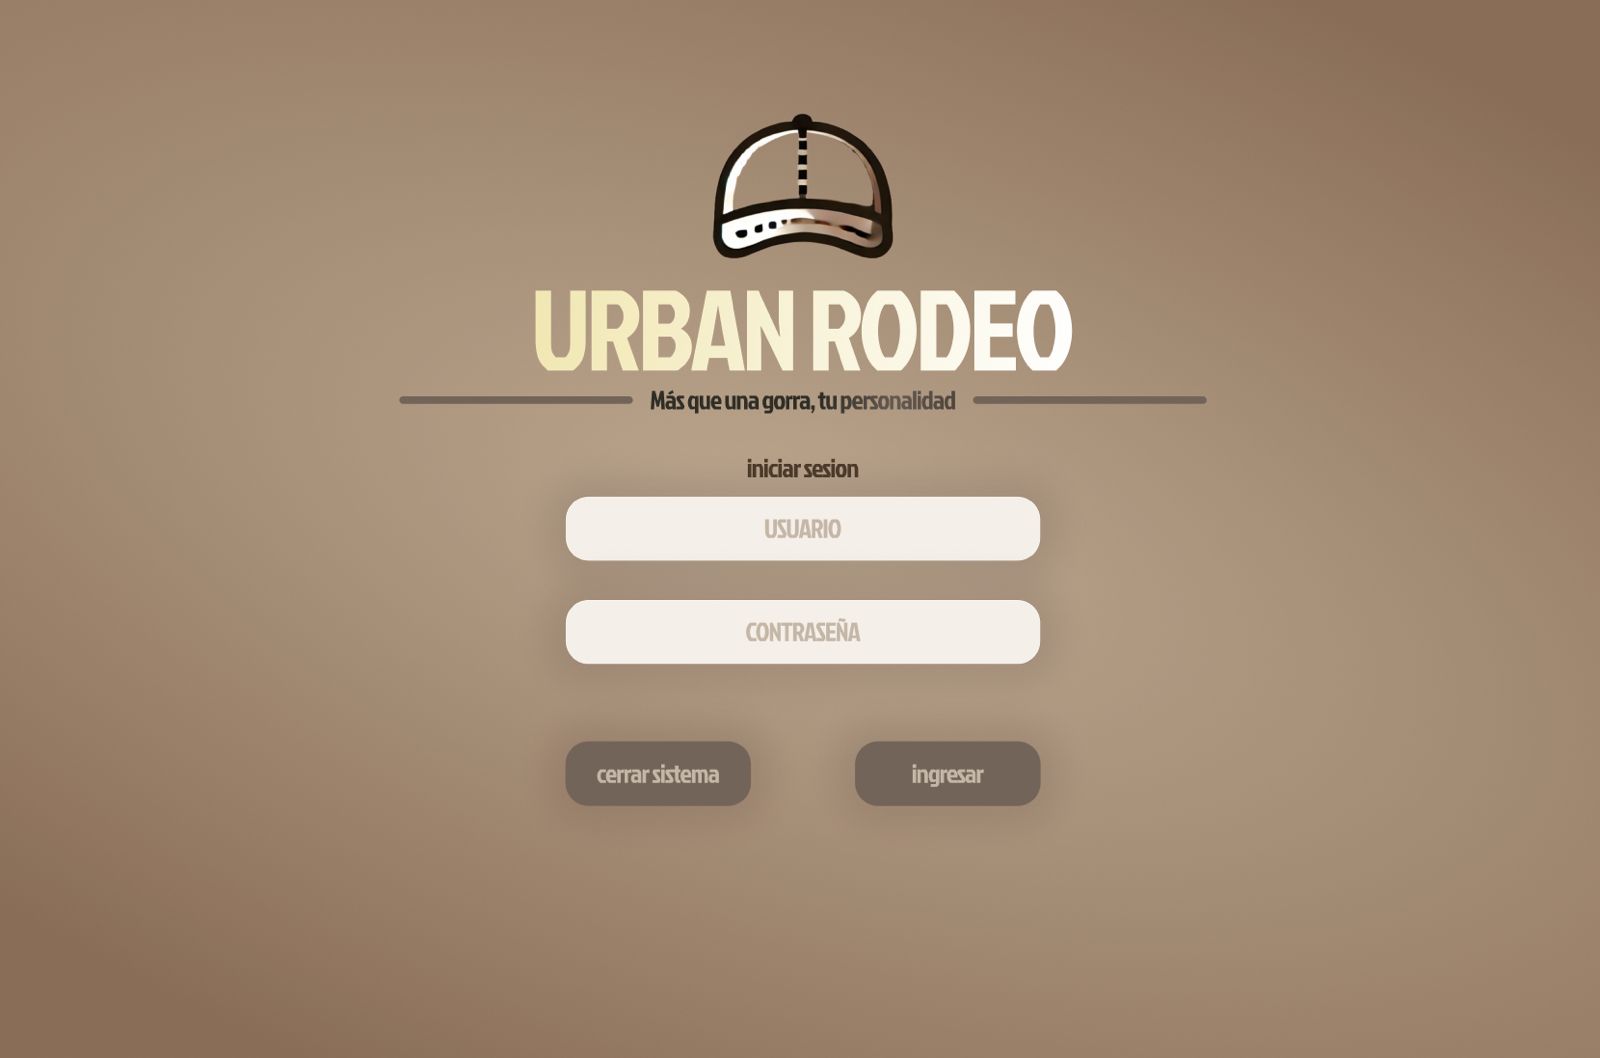 URBAN RODEO
Más que una gorra, tu personalidad
iniciar sesion
USUARIO
CONTRASEÑA
cerrar sistema
ingresar